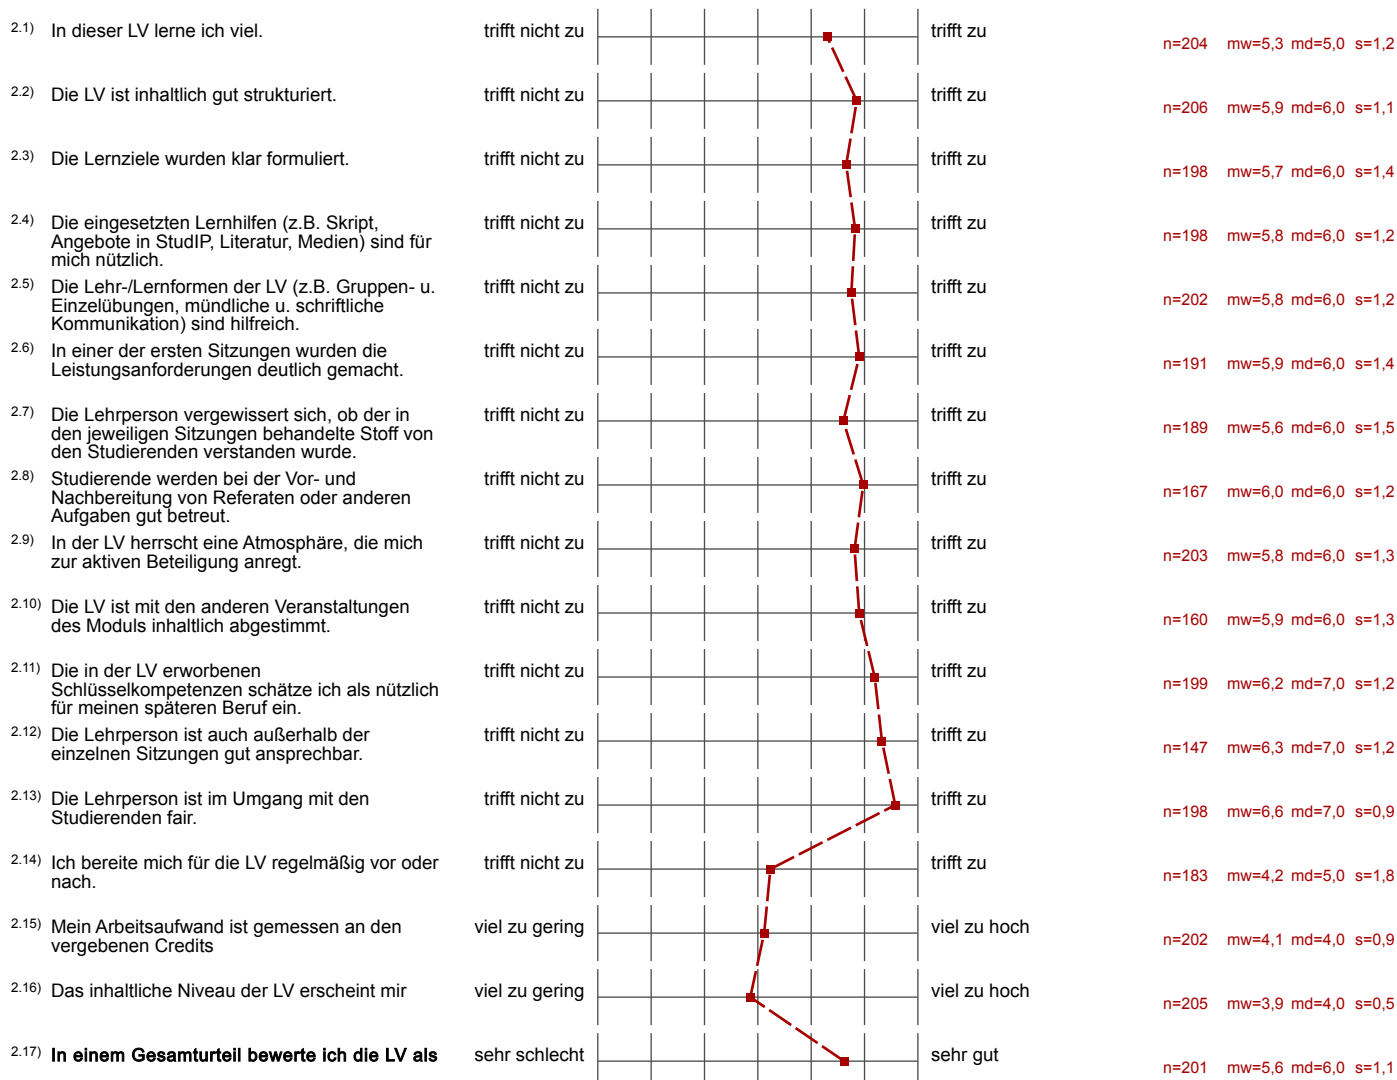 2.1) In dieser LV lerne ich viel. trifft nicht zu trifft zu n=204 mw=5,3 md=5,0 s=1,2
2.2) Die LV ist inhaltlich gut strukturiert. trifft nicht zu trifft zu n=206 mw=5,9 md=6,0 s=1,1
2.3) Die Lernziele wurden klar formuliert. trifft nicht zu trifft zu n=198 mw=5,7 md=6,0 s=1,4
2.4) Die eingesetzten Lernhilfen (z.B. Skript, trifft nicht zu trifft zu
Angebote in StudIP, Literatur, Medien) sind für n=198 mw=5,8 md=6,0 s=1,2
mich nützlich.
2.5) Die Lehr-/Lernformen der LV (z.B. Gruppen- u. trifft nicht zu trifft zu
Einzelübungen, mündliche u. schriftliche n=202 mw=5,8 md=6,0 s=1,2
Kommunikation) sind hilfreich.
2.6) In einer der ersten Sitzungen wurden die trifft nicht zu trifft zu
Leistungsanforderungen deutlich gemacht. n=191 mw=5,9 md=6,0 s=1,4
2.7) Die Lehrperson vergewissert sich, ob der in trifft nicht zu trifft zu
den jeweiligen Sitzungen behandelte Stoff von n=189 mw=5,6 md=6,0 s=1,5
den Studierenden verstanden wurde.
2.8) Studierende werden bei der Vor- und trifft nicht zu trifft zu
Nachbereitung von Referaten oder anderen n=167 mw=6,0 md=6,0 s=1,2
Aufgaben gut betreut.
2.9) In der LV herrscht eine Atmosphäre, die mich trifft nicht zu trifft zu
zur aktiven Beteiligung anregt. n=203 mw=5,8 md=6,0 s=1,3
2.10) Die LV ist mit den anderen Veranstaltungen trifft nicht zu trifft zu
des Moduls inhaltlich abgestimmt. n=160 mw=5,9 md=6,0 s=1,3
2.11) Die in der LV erworbenen trifft nicht zu trifft zu
Schlüsselkompetenzen schätze ich als nützlich n=199 mw=6,2 md=7,0 s=1,2
für meinen späteren Beruf ein.
2.12) Die Lehrperson ist auch außerhalb der trifft nicht zu trifft zu
einzelnen Sitzungen gut ansprechbar. n=147 mw=6,3 md=7,0 s=1,2
2.13) Die Lehrperson ist im Umgang mit den trifft nicht zu trifft zu
Studierenden fair. n=198 mw=6,6 md=7,0 s=0,9
2.14) Ich bereite mich für die LV regelmäßig vor oder trifft nicht zu trifft zu
nach. n=183 mw=4,2 md=5,0 s=1,8
2.15) Mein Arbeitsaufwand ist gemessen an den viel zu gering viel zu hoch
vergebenen Credits n=202 mw=4,1 md=4,0 s=0,9
2.16) Das inhaltliche Niveau der LV erscheint mir viel zu gering viel zu hoch n=205 mw=3,9 md=4,0 s=0,5
2.17) In einem Gesamturteil bewerte ich die LV als sehr schlecht sehr gut n=201 mw=5,6 md=6,0 s=1,1